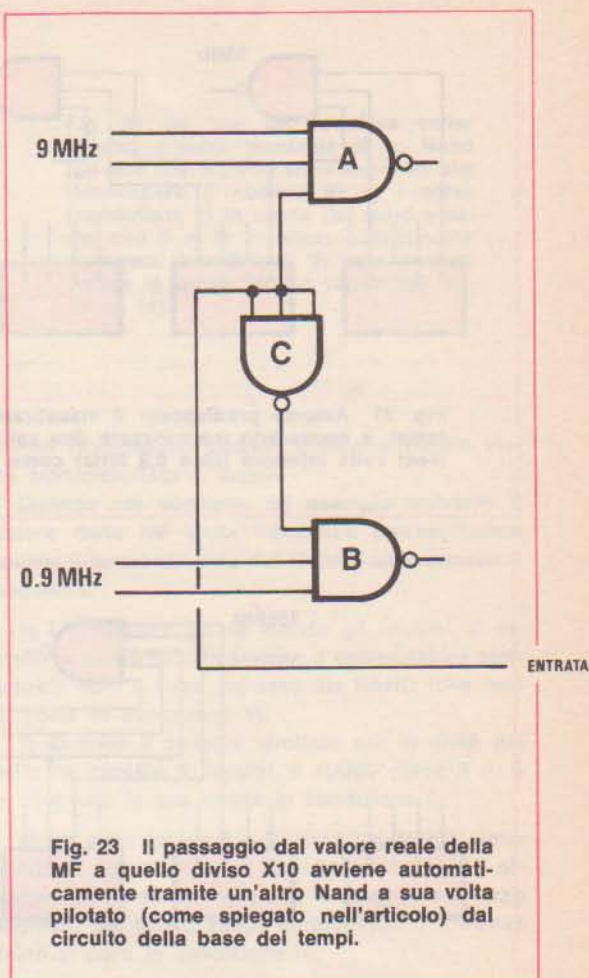 9 MHz
A
C
B
0.9 MHz
ENTRATA
Fig. 23 Il passaggio dal valore reale della
MF a quello diviso X10 avviene automati-
camente tramite un'altro Nand a sua volta
pilotato (come spiegato nell'articolo) dal
circuito della base dei tempi.